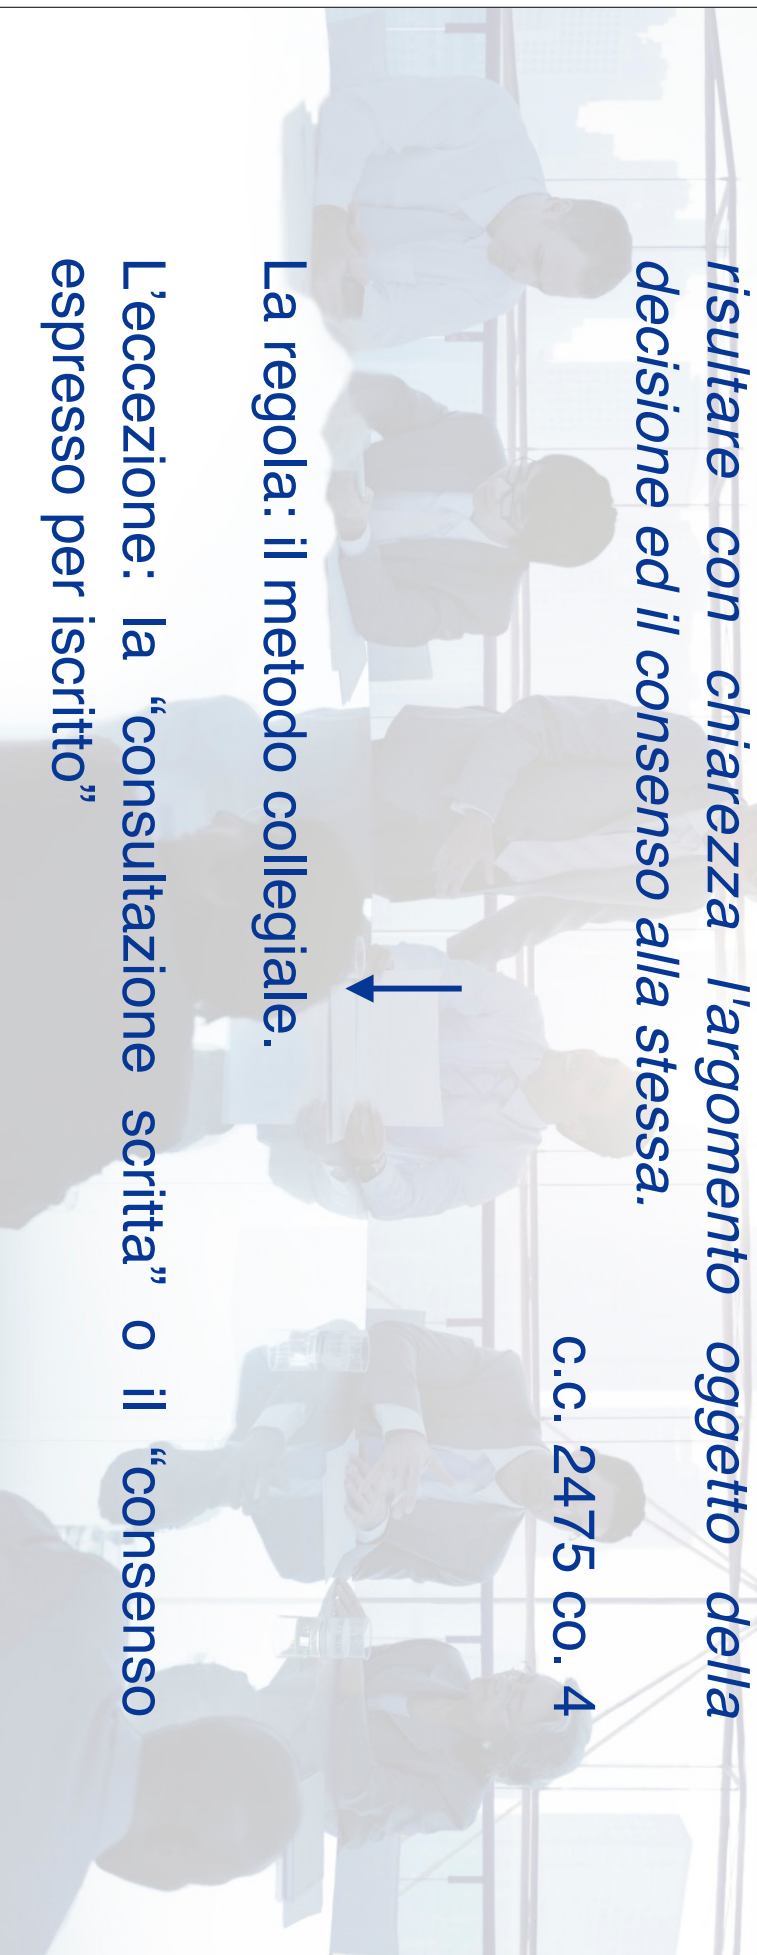 risultare con chiarezza l'argomento oggetto della
decisione ed il consenso alla stessa.
c.c. 2475 co. 4
La regola: il metodo collegiale.
L’eccezione: la “consultazione scritta” o il “consenso
espresso per iscritto”